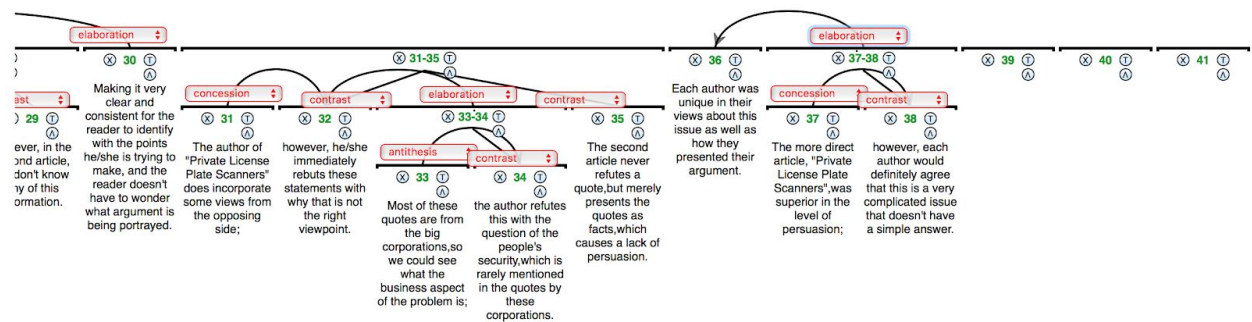 elaboration
30
Making it very
clear and
consistent for the
reader to identify
with the points
he/she is trying to
make, and the
reader doesn't
have to wonder
what argument is
being portrayed.
ast
29
ever, in the
ond article,
don't know
ny of this
ormation.
31-35
concession
31
The author of
"Private License
Plate Scanners"
does incorporate
some views from
the opposing
side;
contrast
32
however, he/she
immediately
rebuts these
statements with
why that is not
the right
viewpoint.
elaboration
33-34
antithesis
33
Most of these
quotes are from
the big
corporations,so
we could see
what the
business aspect
of the problem is;
contrast
34
the author refutes
this with the
question of the
people's
security,which is
rarely mentioned
in the quotes by
these
corporations.
contrast
35
The second
article never
refutes a
quote,but merely
presents the
quotes as
facts,which
causes a lack of
persuasion.
36
Each author was
unique in their
views about this
issue as well as
how they
presented their
argument.
elaboration
37-38
concession
37
The more direct
article, "Private
License Plate
Scanners",was
superior in the
level of
persuasion;
contrast
38
however, each
author would
definitely agree
that this is a very
complicated issue
that doesn't have
a simple answer.
39
40
41